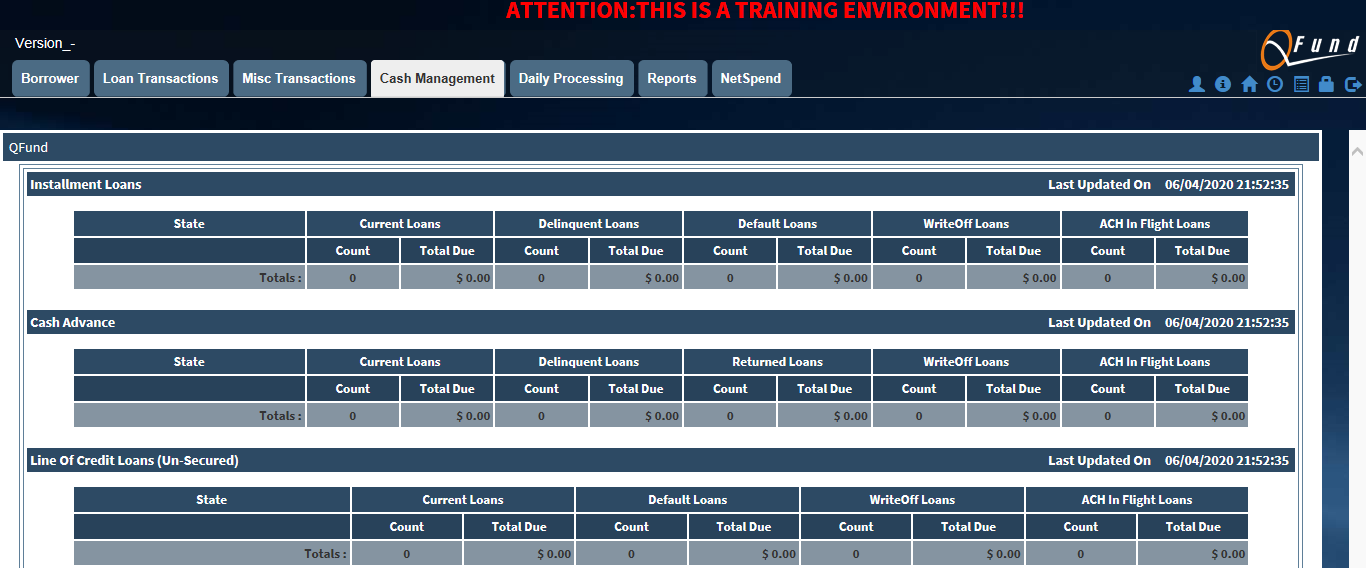 ATTENTION:THIS IS A TRAINING ENVIRONMENT!!!
Version_-
QFund
Borrower Loan Transactions Misc Transactions Cash Management Daily Processing Reports NetSpend
QFund
Installment Loans Last Updated On 06/04/2020 21:52:35
State Current Loans Delinquent Loans Default Loans WriteOff Loans ACH In Flight Loans
Count Total Due Count Total Due Count Total Due Count Total Due Count Total Due
Totals : 0 $ 0.00 0 $ 0.00 0 $ 0.00 0 $ 0.00 0 $ 0.00
Cash Advance Last Updated On 06/04/2020 21:52:35
State Current Loans Delinquent Loans Returned Loans WriteOff Loans ACH In Flight Loans
Count Total Due Count Total Due Count Total Due Count Total Due Count Total Due
Totals : 0 $ 0.00 0 $ 0.00 0 $ 0.00 0 $ 0.00 0 $ 0.00
Line Of Credit Loans (Un-Secured) Last Updated On 06/04/2020 21:52:35
State Current Loans Default Loans WriteOff Loans ACH In Flight Loans
Count Total Due Count Total Due Count Total Due Count Total Due
Totals : 0 $ 0.00 0 $ 0.00 0 $ 0.00 0 $ 0.00